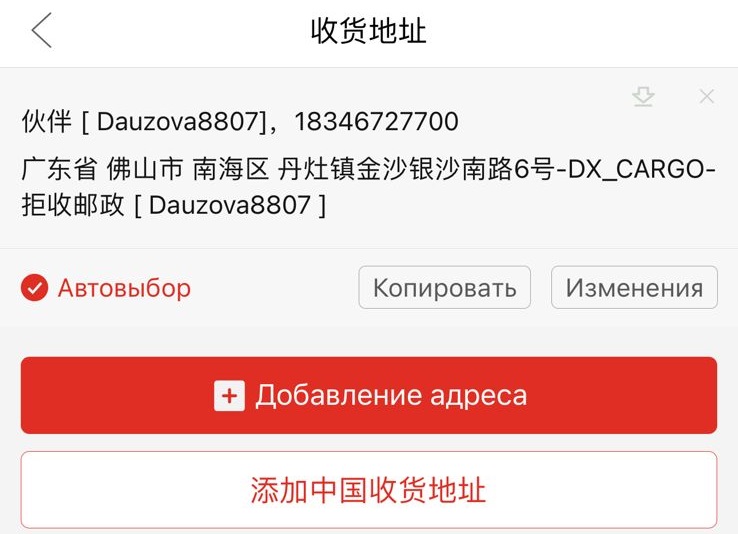 收货地址
伙伴 [ Dauzova8807]，18346727700
广东省 佛山市 南海区 丹灶镇金沙银沙南路6号-DX_CARGO-
拒收邮政 [ Dauzova8807 ]
Автовыбор
Копировать
Изменения
Добавление адреса
添加中国收货地址